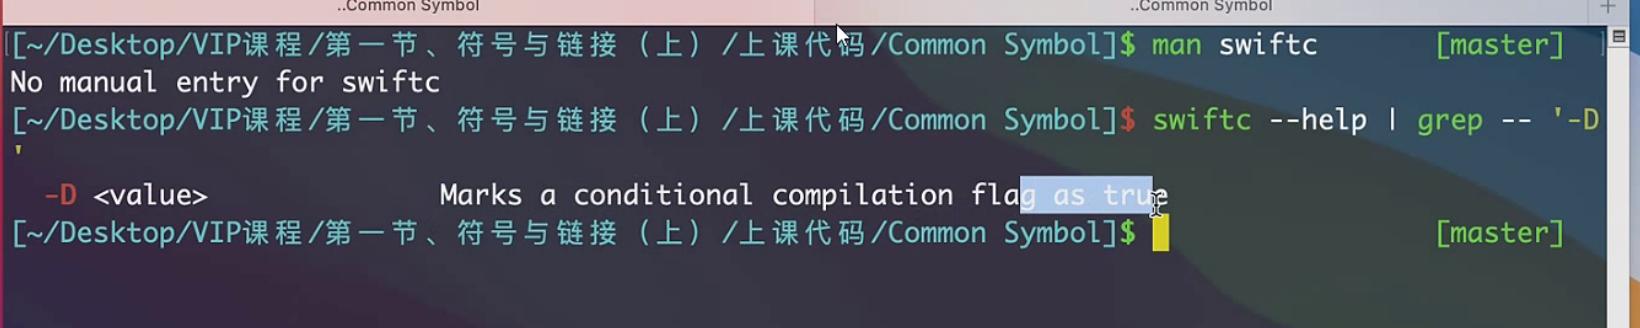 ..Common Symbol ..Common Symbol +
[~/Desktop/VIP课程/第一节、符号与链接（上）/上课代码/Common Symbol]$ man swiftc [master]
No manual entry for swiftc
[~/Desktop/VIP课程/第一节、符号与链接（上）/上课代码/Common Symbol]$ swiftc --help | grep -- '-D
'
-D <value> Marks a conditional compilation flag as true
[~/Desktop/VIP课程/第一节、符号与链接（上）/上课代码/Common Symbol]$ [master]